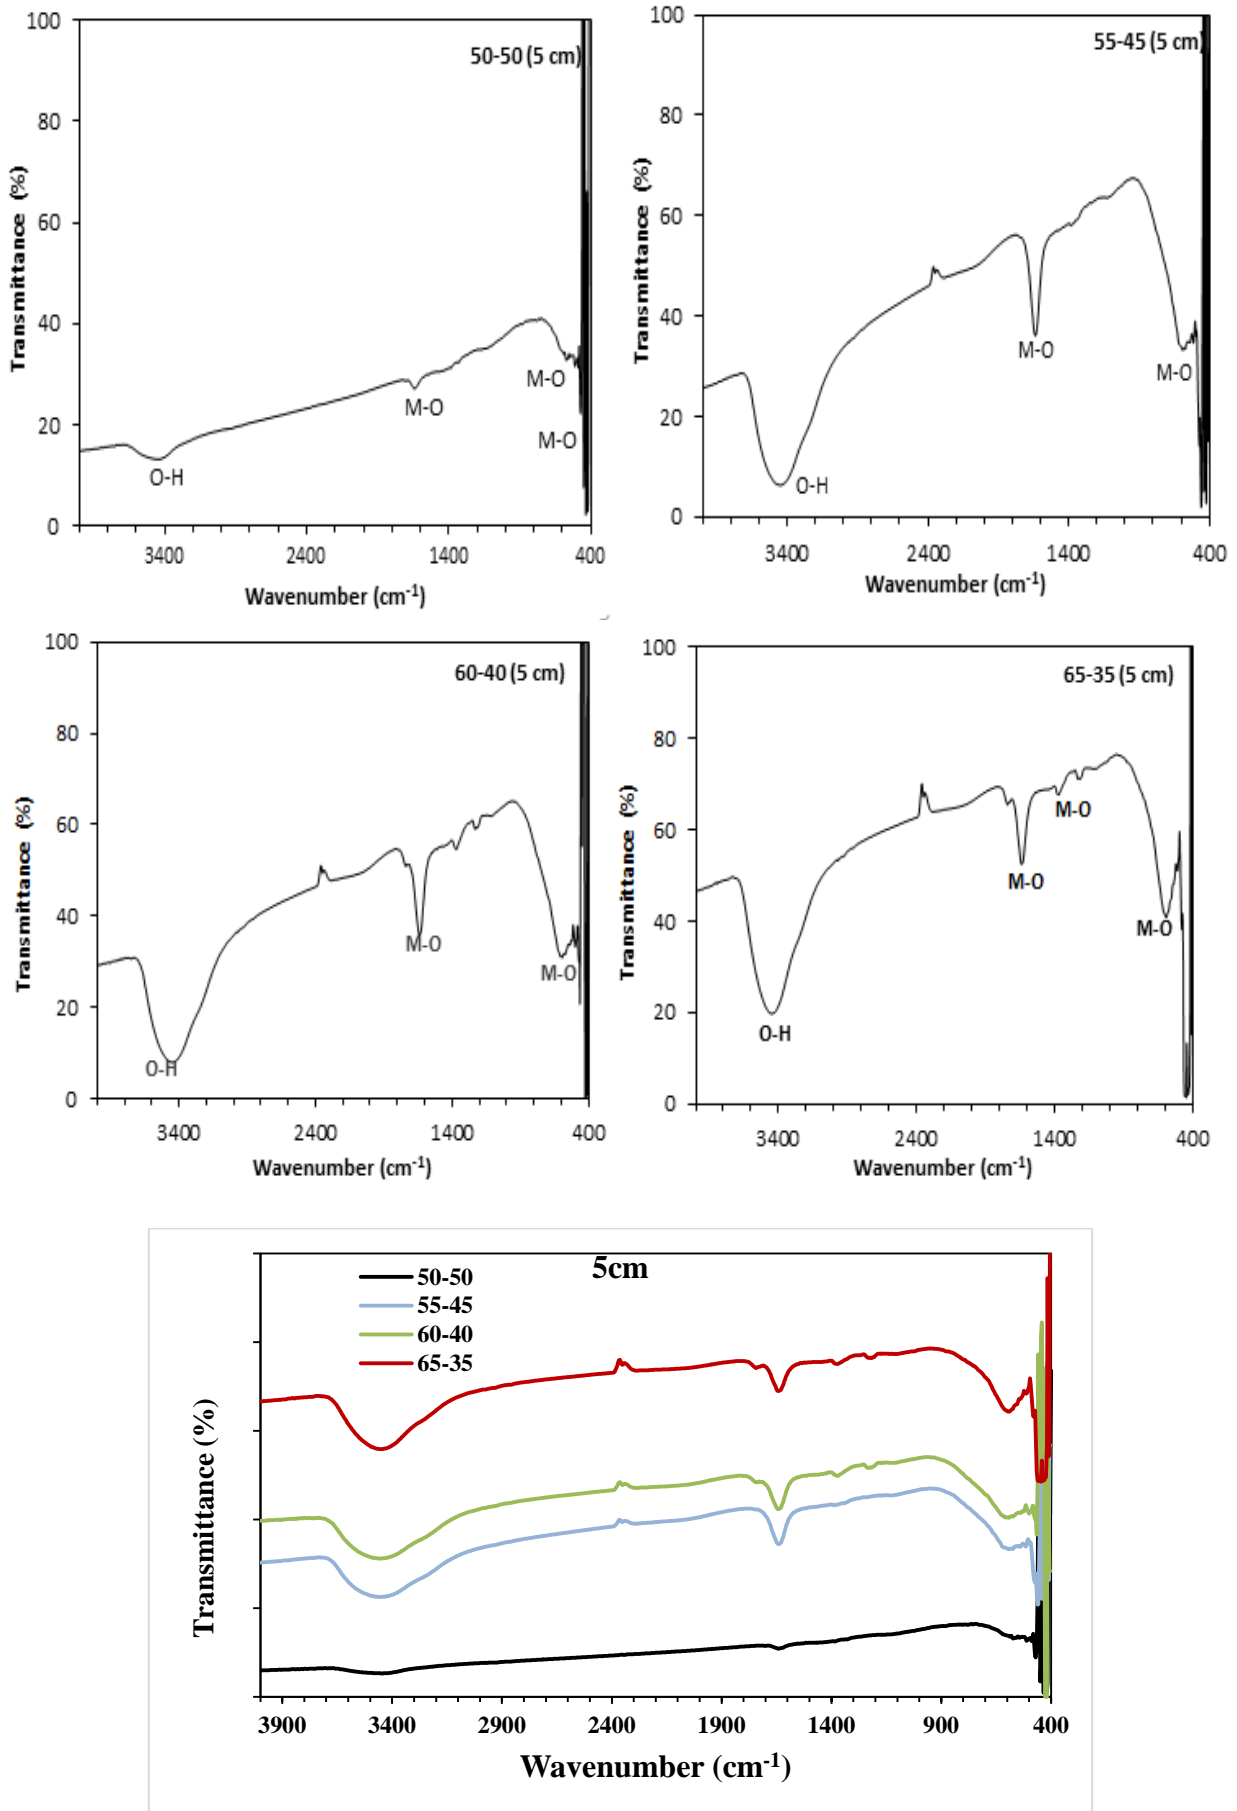 100
80
60
40
20
0
Transmittance (%)
50-50 (5 cm)
O-H
M-O
M-O
M-O
3400
2400
1400
400
Wavenumber (cm-1)
100
80
60
40
20
0
Transmittance (%)
55-45 (5 cm)
O-H
M-O
M-O
3400
2400
1400
400
Wavenumber (cm-1)
100
80
60
40
20
0
Transmittance (%)
60-40 (5 cm)
O-H
M-O
M-O
3400
2400
1400
400
Wavenumber (cm-1)
100
80
60
40
20
0
Transmittance (%)
65-35 (5 cm)
O-H
M-O
M-O
M-O
3400
2400
1400
400
Wavenumber (cm-1)
5cm
50-50
55-45
60-40
65-35
Transmittance (%)
3900
3400
2900
2400
1900
1400
900
400
Wavenumber (cm-1)